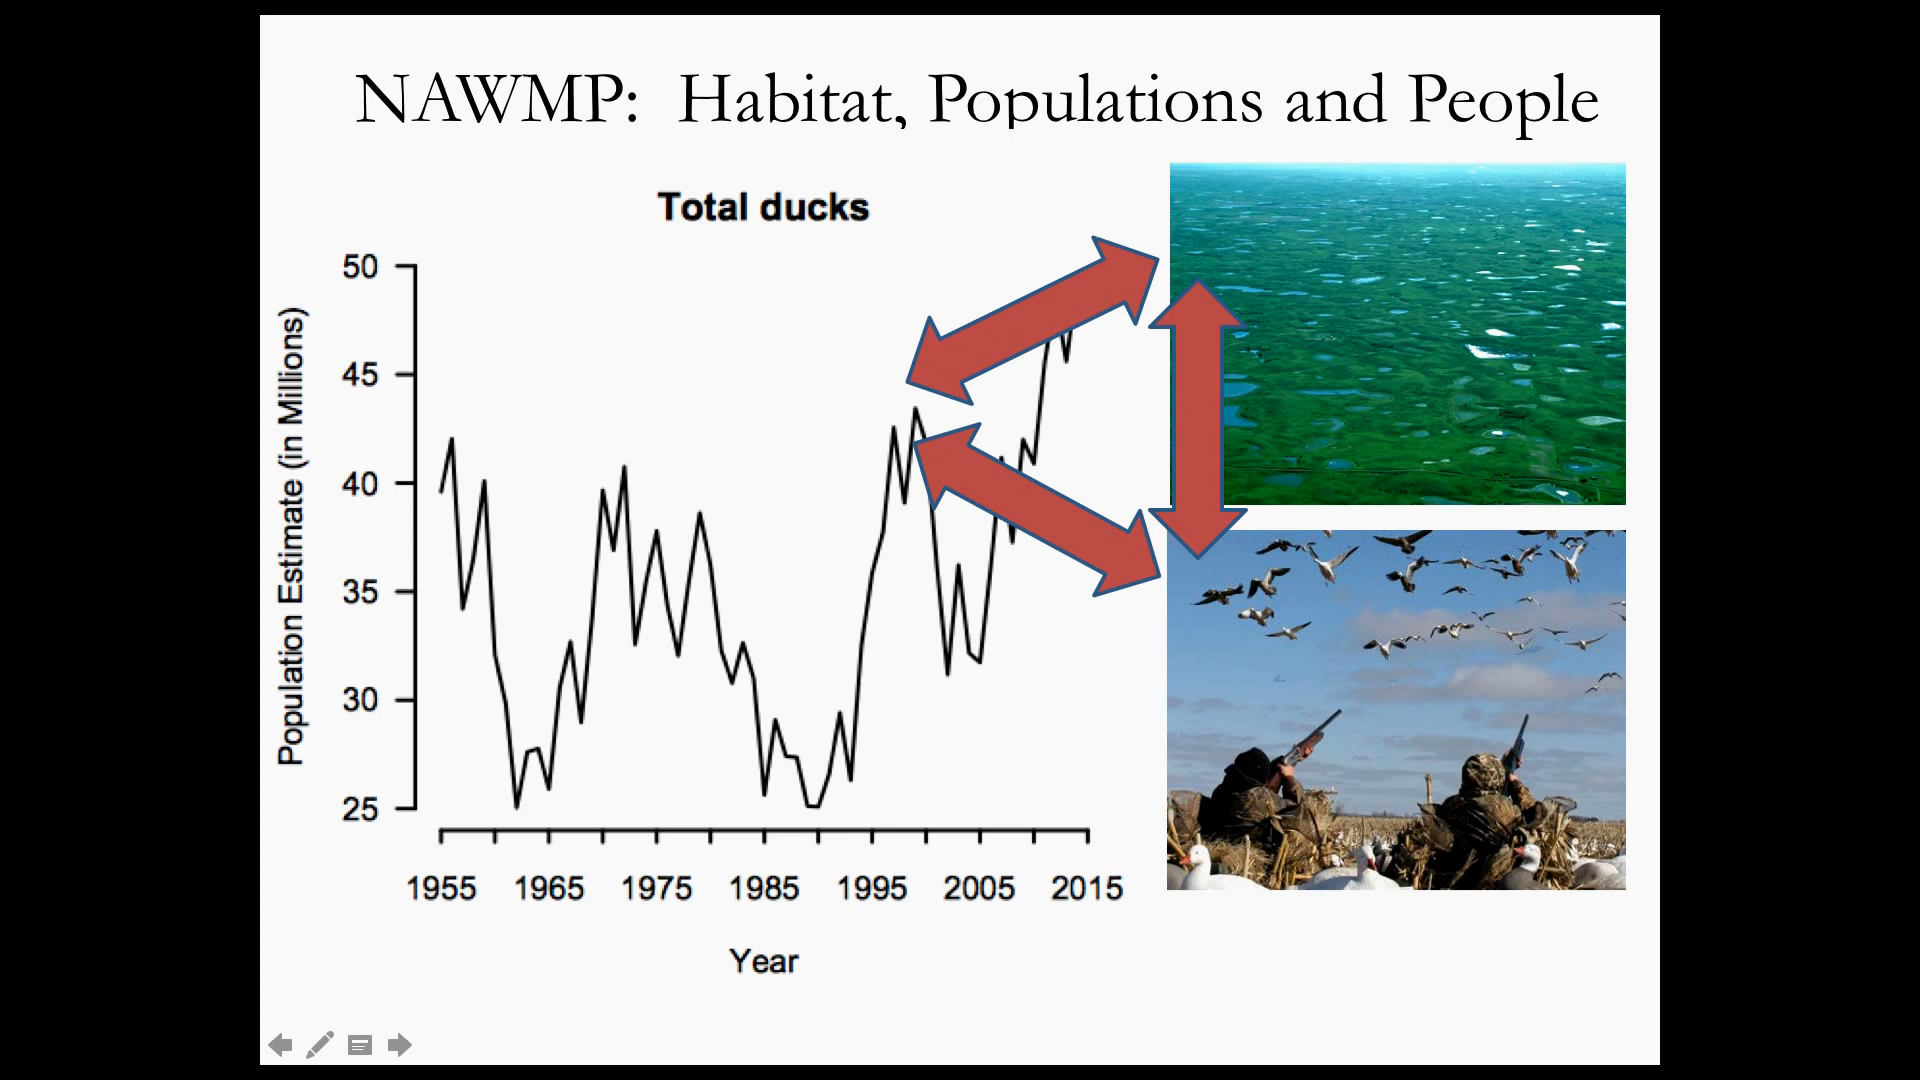 NAWMP:  Habitat, Populations and People
Total ducks
Population Estimate (in Millions)
50
45
40
35
30
25
1955 1965 1975 1985 1995 2005 2015
Year